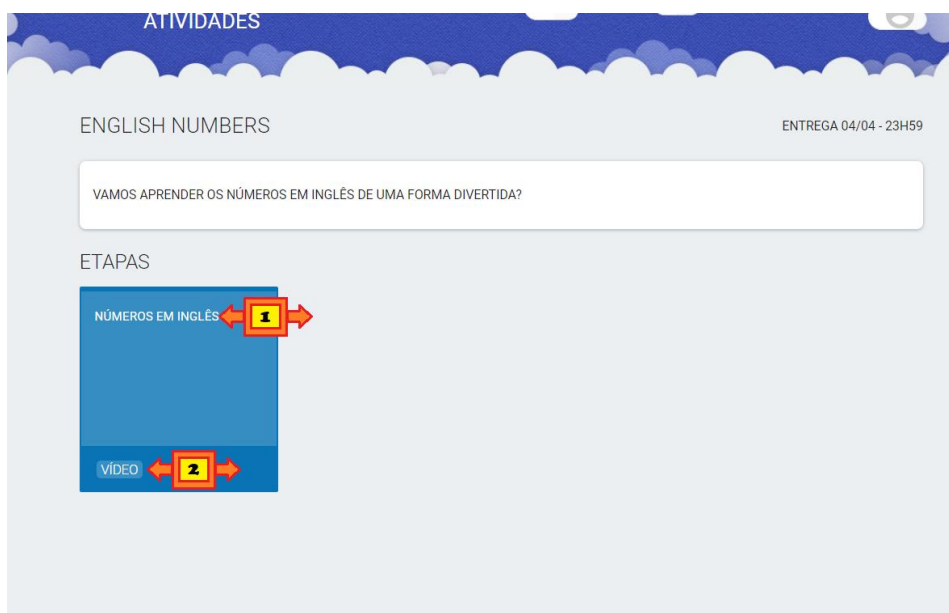 ATIVIDADES
ENGLISH NUMBERS
ENTREGA 04/04 - 23H59
VAMOS APRENDER OS NÚMEROS EM INGLÊS DE UMA FORMA DIVERTIDA?
ETAPAS
NÚMEROS EM INGLÊS
1
VÍDEO
2